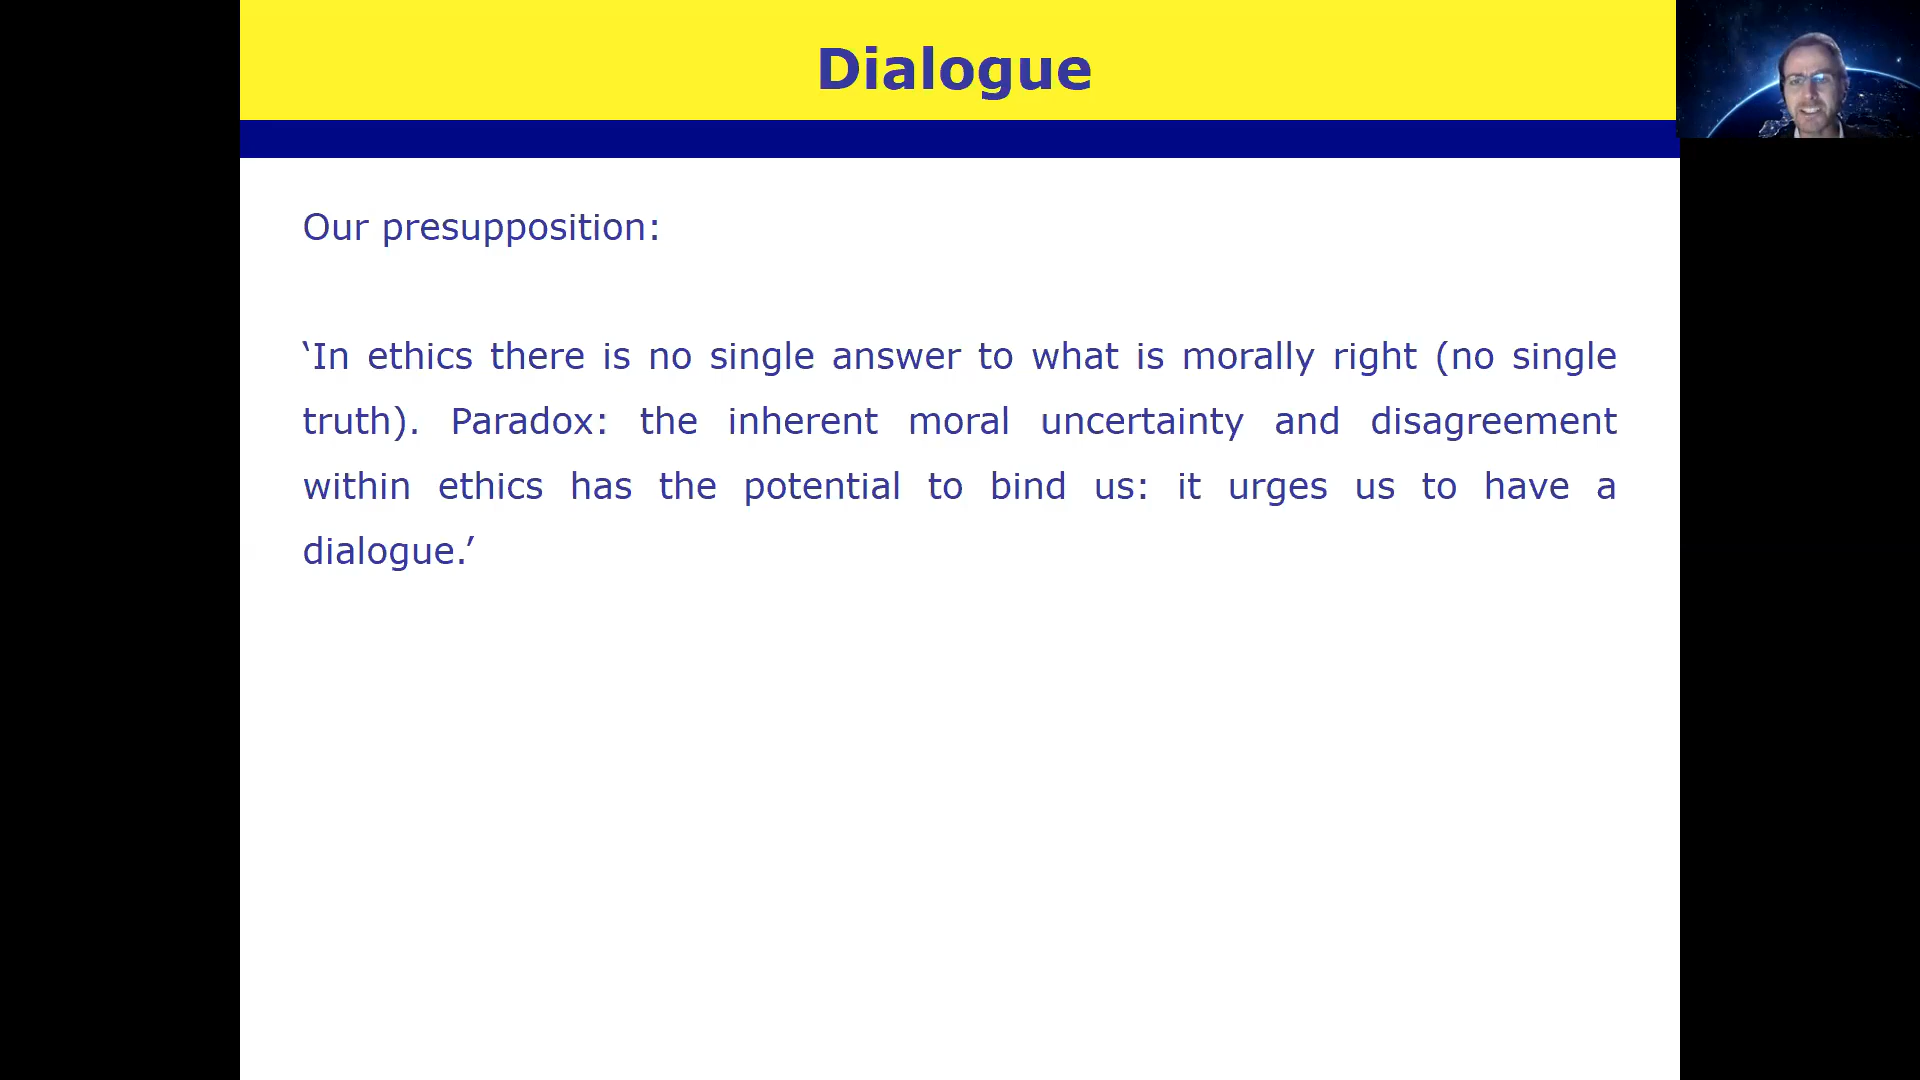 Dialogue
Our presupposition:
‘In ethics there is no single answer to what is morally right (no single
truth). Paradox: the inherent moral uncertainty and disagreement
within ethics has the potential to bind us: it urges us to have a
dialogue.’